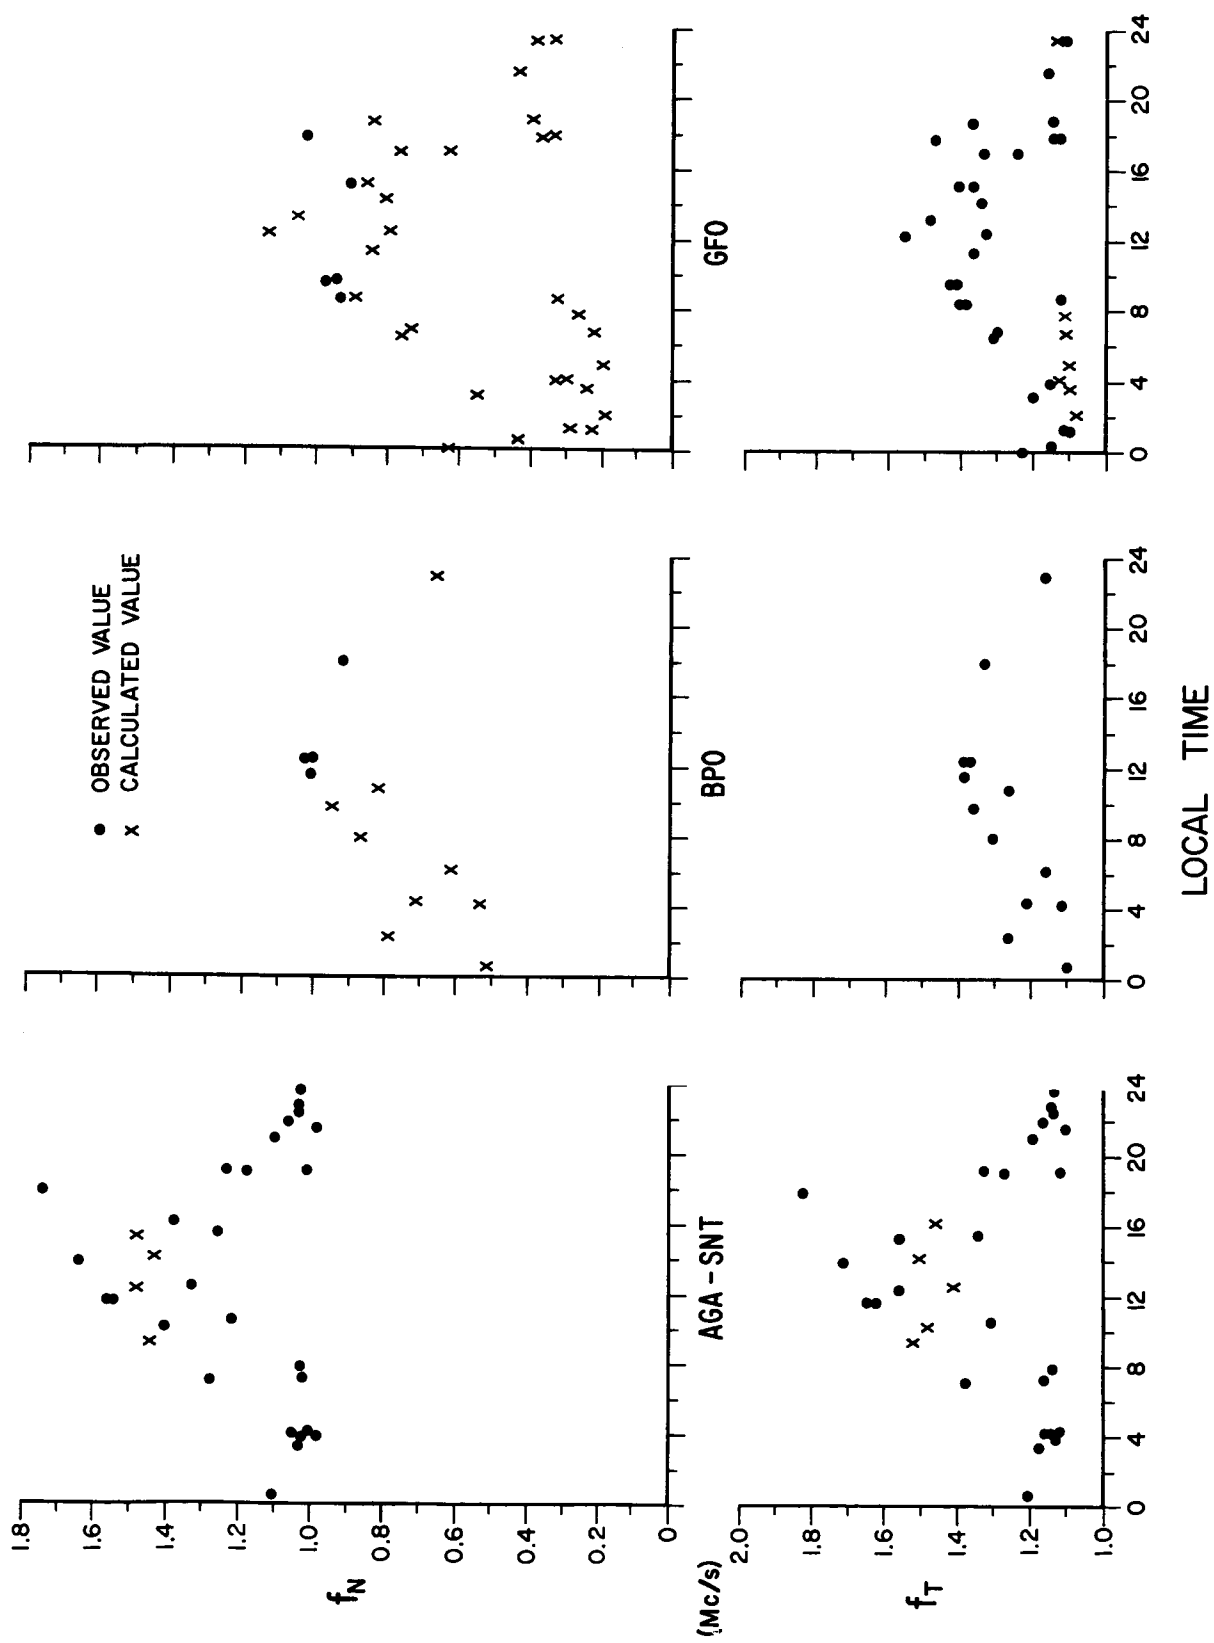 ● OBSERVED VALUE
x CALCULATED VALUE
f_N
1.8
1.6
1.4
1.2
1.0
0.8
0.6
0.4
0.2
0
(Mc/s)
AGA-SNT
BPO
GFO
f_T
2.0
1.8
1.6
1.4
1.2
1.0
0 4 8 12 16 20 24
0 4 8 12 16 20 24
0 4 8 12 16 20 24
LOCAL TIME